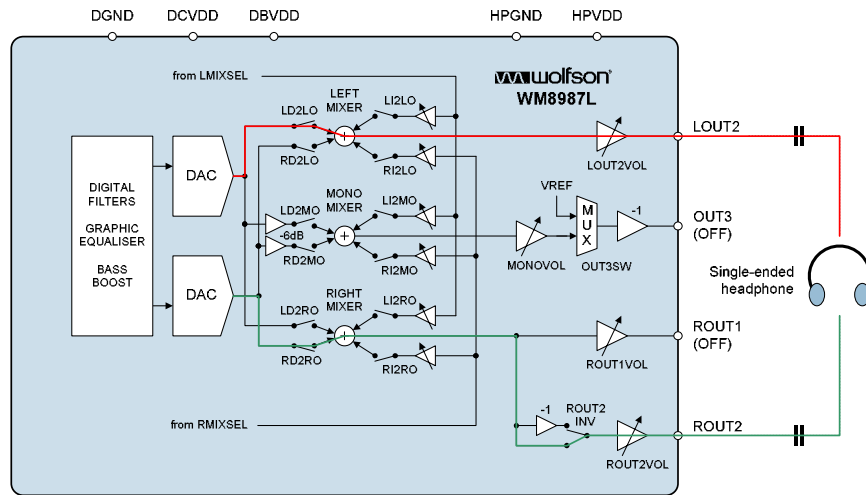 DGND
DCVDD
DBVDD
HPGND
HPVDD
from LMIXSEL
wolfson
WM8987L
LEFT
MIXER
LD2LO
LI2LO
RD2LO
RI2LO
LOUT2VOL
LOUT2
DAC
DIGITAL
FILTERS
GRAPHIC
EQUALISER
BASS
BOOST
MONO
MIXER
LD2MO
LI2MO
-6dB
RD2MO
RI2MO
MONOVOL
VREF
MUX
OUT3SW
-1
OUT3
(OFF)
Single-ended
headphone
DAC
RIGHT
MIXER
LD2RO
LI2RO
RD2RO
RI2RO
ROUT1VOL
ROUT1
(OFF)
from RMIXSEL
-1
ROUT2
INV
ROUT2VOL
ROUT2